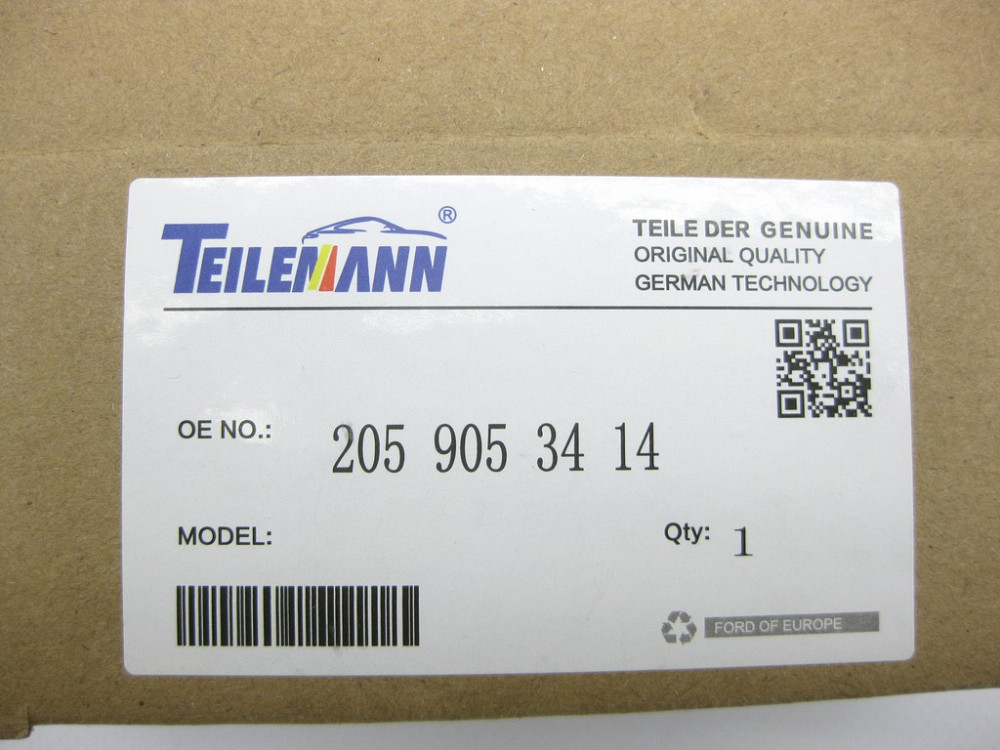 TEILEMANN ®
TEILE DER GENUINE
ORIGINAL QUALITY
GERMAN TECHNOLOGY
OE NO.: 205 905 34 14
MODEL:
Qty: 1
FORD OF EUROPE